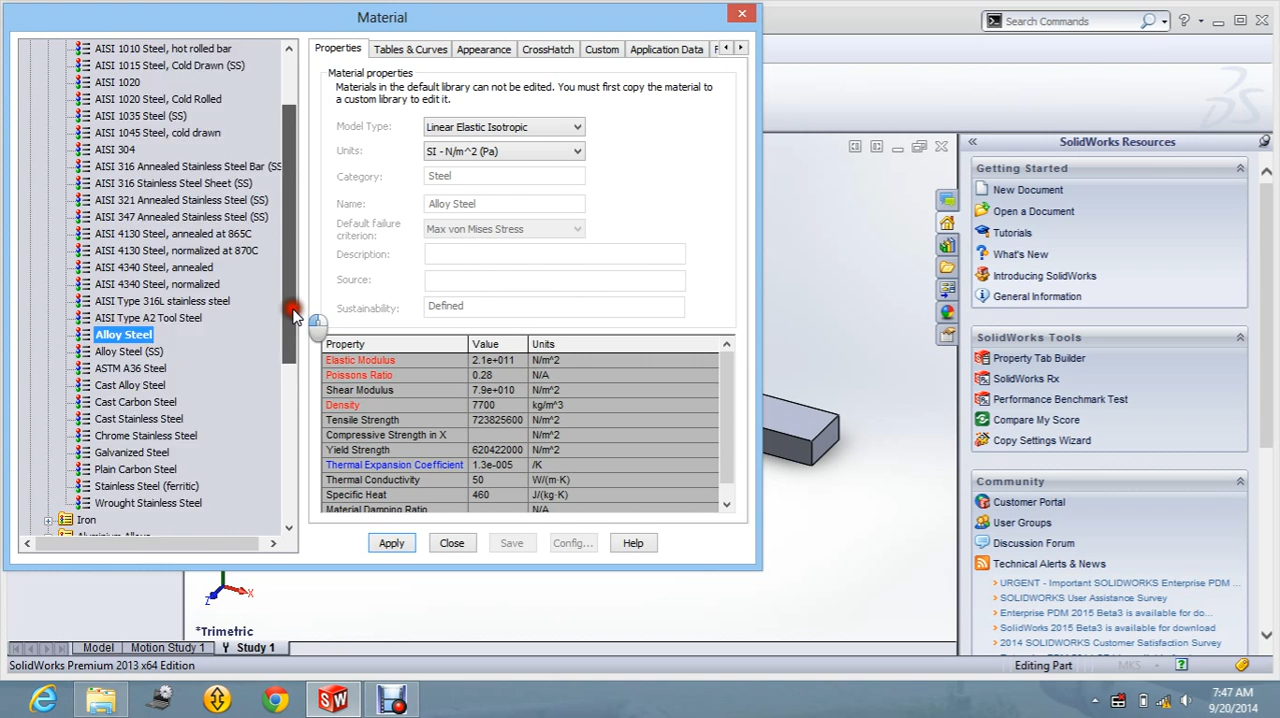 Material
Search Commands
AISI 1010 Steel, hot rolled bar
AISI 1015 Steel, Cold Drawn (SS)
AISI 1020
AISI 1020 Steel, Cold Rolled
AISI 1035 Steel (SS)
AISI 1045 Steel, cold drawn
AISI 304
AISI 316 Annealed Stainless Steel Bar (SS
AISI 316 Stainless Steel Sheet (SS)
AISI 321 Annealed Stainless Steel (SS)
AISI 347 Annealed Stainless Steel (SS)
AISI 4130 Steel, annealed at 865C
AISI 4130 Steel, normalized at 870C
AISI 4340 Steel, annealed
AISI 4340 Steel, normalized
AISI Type 316L stainless steel
AISI Type A2 Tool Steel
Alloy Steel
Alloy Steel (SS)
ASTM A36 Steel
Cast Alloy Steel
Cast Carbon Steel
Cast Stainless Steel
Chrome Stainless Steel
Galvanized Steel
Plain Carbon Steel
Stainless Steel (ferritic)
Wrought Stainless Steel
Iron
Properties Tables & Curves Appearance CrossHatch Custom Application Data F
Material properties
Materials in the default library can not be edited. You must first copy the material to
a custom library to edit it.
Model Type: Linear Elastic Isotropic
Units: SI - N/m^2 (Pa)
Category: Steel
Name: Alloy Steel
Default failure
criterion: Max von Mises Stress
Description:
Source:
Sustainability: Defined
Property Value Units
Elastic Modulus 2.1e+011 N/m^2
Poissons Ratio 0.28 N/A
Shear Modulus 7.9e+010 N/m^2
Density 7700 kg/m^3
Tensile Strength 723825600 N/m^2
Compressive Strength in X N/m^2
Yield Strength 620422000 N/m^2
Thermal Expansion Coefficient 1.3e-005 /K
Thermal Conductivity 50 W/(m·K)
Specific Heat 460 J/(kg·K)
Material Damping Ratio N/A
Apply Close Save Config... Help
SolidWorks Resources
Getting Started
New Document
Open a Document
Tutorials
What's New
Introducing SolidWorks
General Information
SolidWorks Tools
Property Tab Builder
SolidWorks Rx
Performance Benchmark Test
Compare My Score
Copy Settings Wizard
Community
Customer Portal
User Groups
Discussion Forum
Technical Alerts & News
URGENT - Important SOLIDWORKS Enterprise PDM ...
SOLIDWORKS User Assistance Survey
Enterprise PDM 2015 Beta3 is available for do...
SolidWorks 2015 Beta3 is available for download
2014 SOLIDWORKS Customer Satisfaction Survey
Z X
*Trimetric
Model Motion Study 1 Study 1
SolidWorks Premium 2013 x64 Edition
Editing Part MKS
7:47 AM
9/20/2014